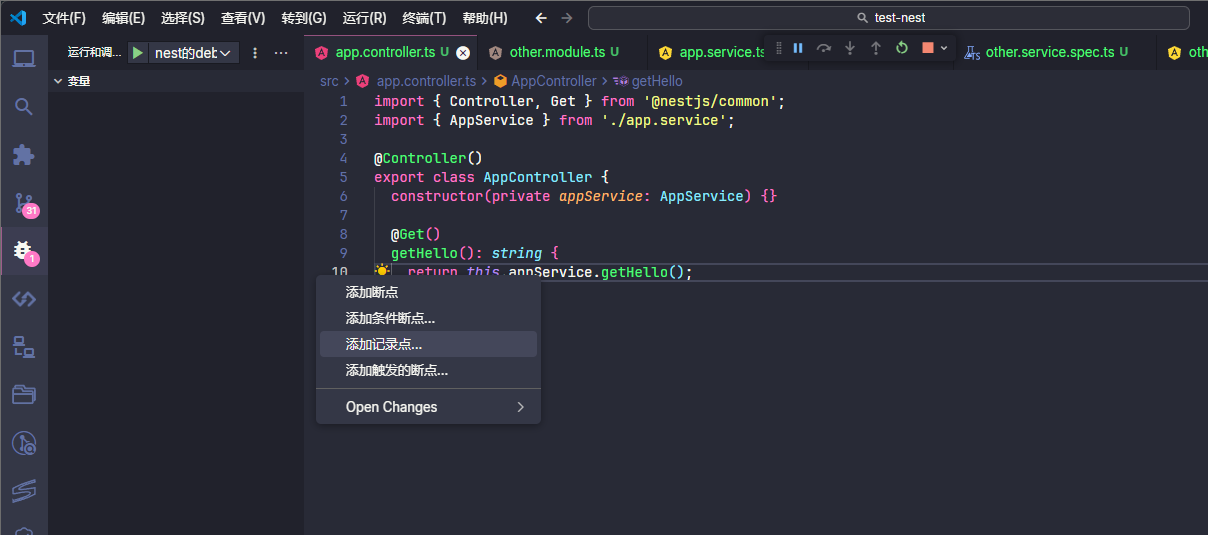 文件(F) 编辑(E) 选择(S) 查看(V) 转到(G) 运行(R) 终端(T) 帮助(H) test-nest
运行和调... nest的deb
app.controller.ts U other.module.ts U app.service.ts other.service.spec.ts U oth
变量
src app.controller.ts AppController getHello
1 import { Controller, Get } from '@nestjs/common';
2 import { AppService } from './app.service';
3
4 @Controller()
5 export class AppController {
6 constructor(private appService: AppService) {}
7
8 @Get()
9 getHello(): string {
10 return this.appService.getHello();
添加断点
添加条件断点...
添加记录点...
添加触发的断点...
Open Changes
31
1